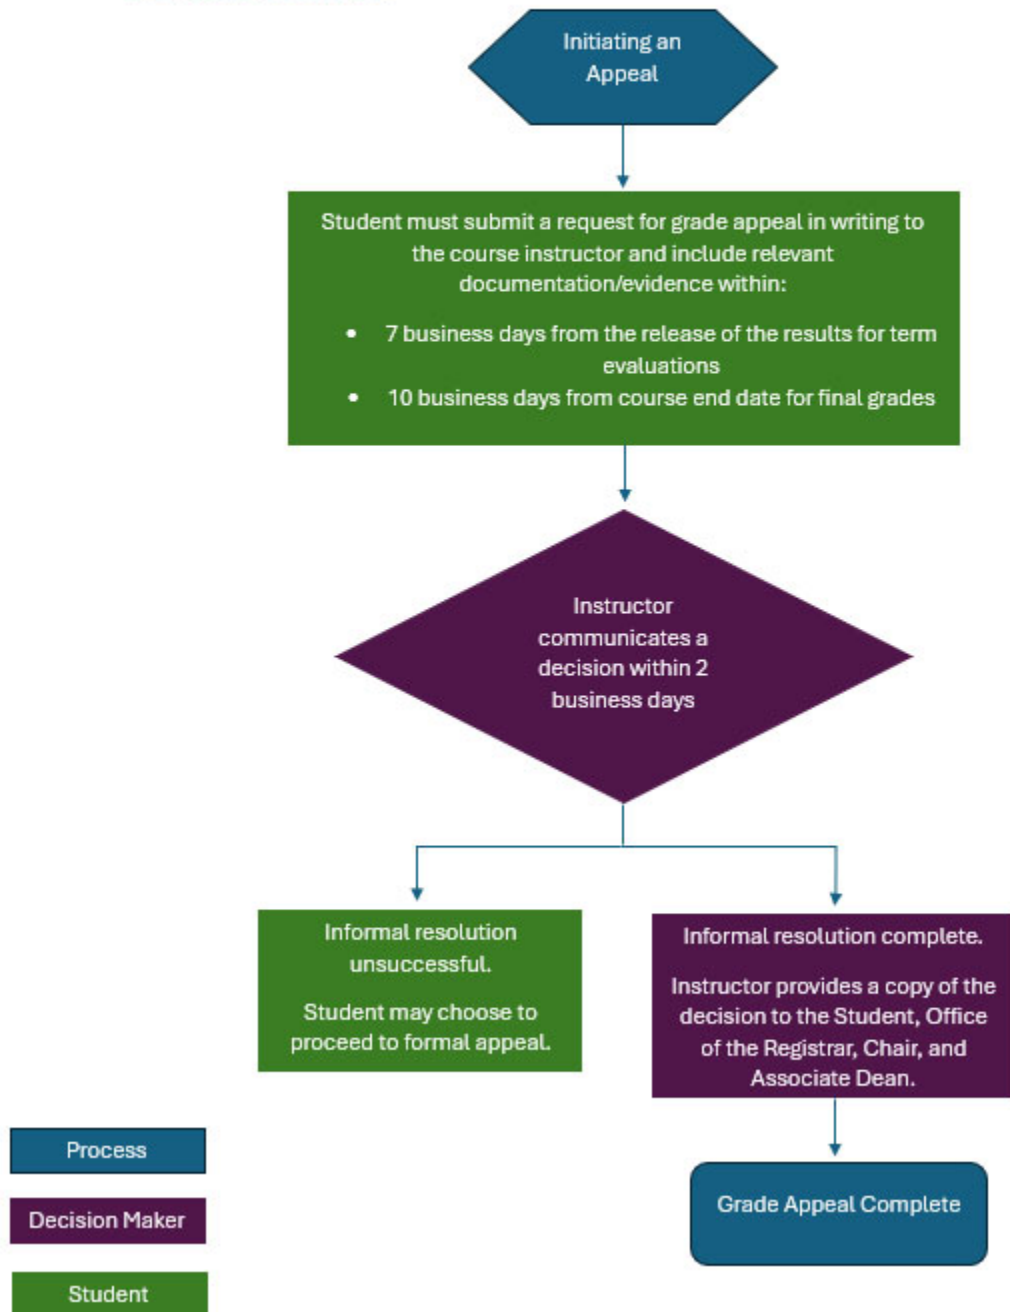 Initiating an
Appeal
Student must submit a request for grade appeal in writing to
the course instructor and include relevant
documentation/evidence within:
• 7 business days from the release of the results for term
evaluations
• 10 business days from course end date for final grades
Instructor
communicates a
decision within 2
business days
Informal resolution
unsuccessful.
Student may choose to
proceed to formal appeal.
Informal resolution complete.
Instructor provides a copy of the
decision to the Student, Office
of the Registrar, Chair, and
Associate Dean.
Grade Appeal Complete
Process
Decision Maker
Student